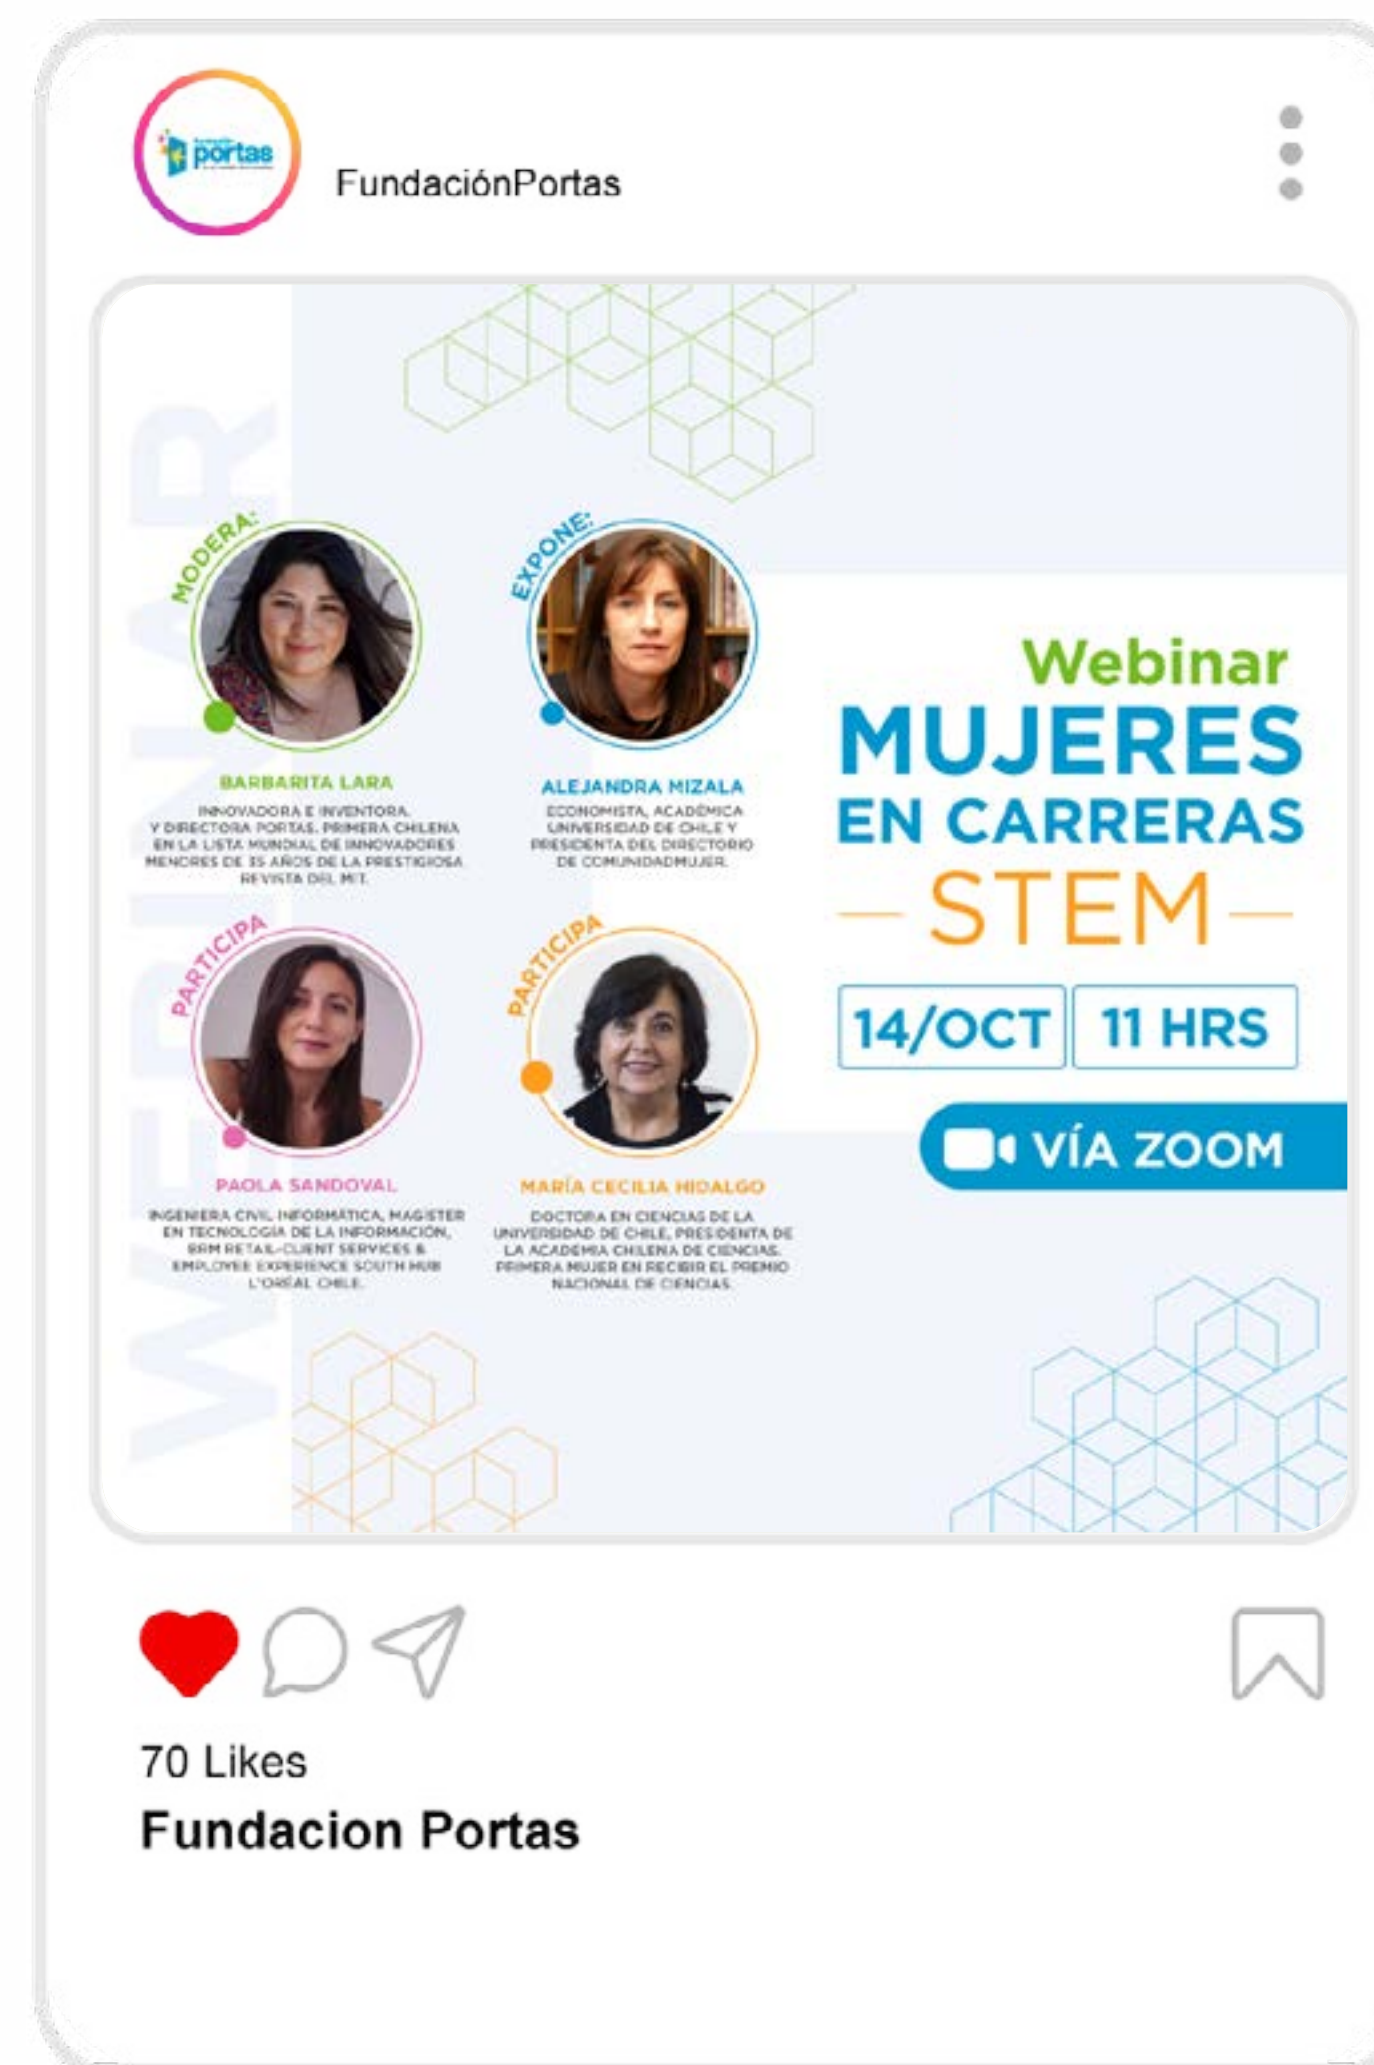 portas
FundaciónPortas
WEBINAR
MODERA:
BARBARITA LARA
INNOVADORA E INVENTORA.
Y DIRECTORA PORTAS. PRIMERA CHILENA
EN LA LISTA MUNDIAL DE INNOVADORES
MENORES DE 35 AÑOS DE LA PRESTIGIOSA
REVISTA DEL MIT.
EXPONE:
ALEJANDRA MIZALA
ECONOMISTA, ACADÉMICA
UNIVERSIDAD DE CHILE Y
PRESIDENTA DEL DIRECTORIO
DE COMUNIDADMUJER.
PARTICIPA
PAOLA SANDOVAL
INGENIERA CIVIL INFORMÁTICA, MAGISTER
EN TECNOLOGÍA DE LA INFORMACIÓN,
BRM RETAIL-CLIENT SERVICES &
EMPLOYEE EXPERIENCE SOUTH HUB
L'ORÉAL CHILE.
PARTICIPA
MARÍA CECILIA HIDALGO
DOCTORA EN CIENCIAS DE LA
UNIVERSIDAD DE CHILE, PRESIDENTA DE
LA ACADEMIA CHILENA DE CIENCIAS.
PRIMERA MUJER EN RECIBIR EL PREMIO
NACIONAL DE CIENCIAS.
Webinar
MUJERES
EN CARRERAS
— STEM —
14/OCT 11 HRS
VÍA ZOOM
70 Likes
Fundacion Portas